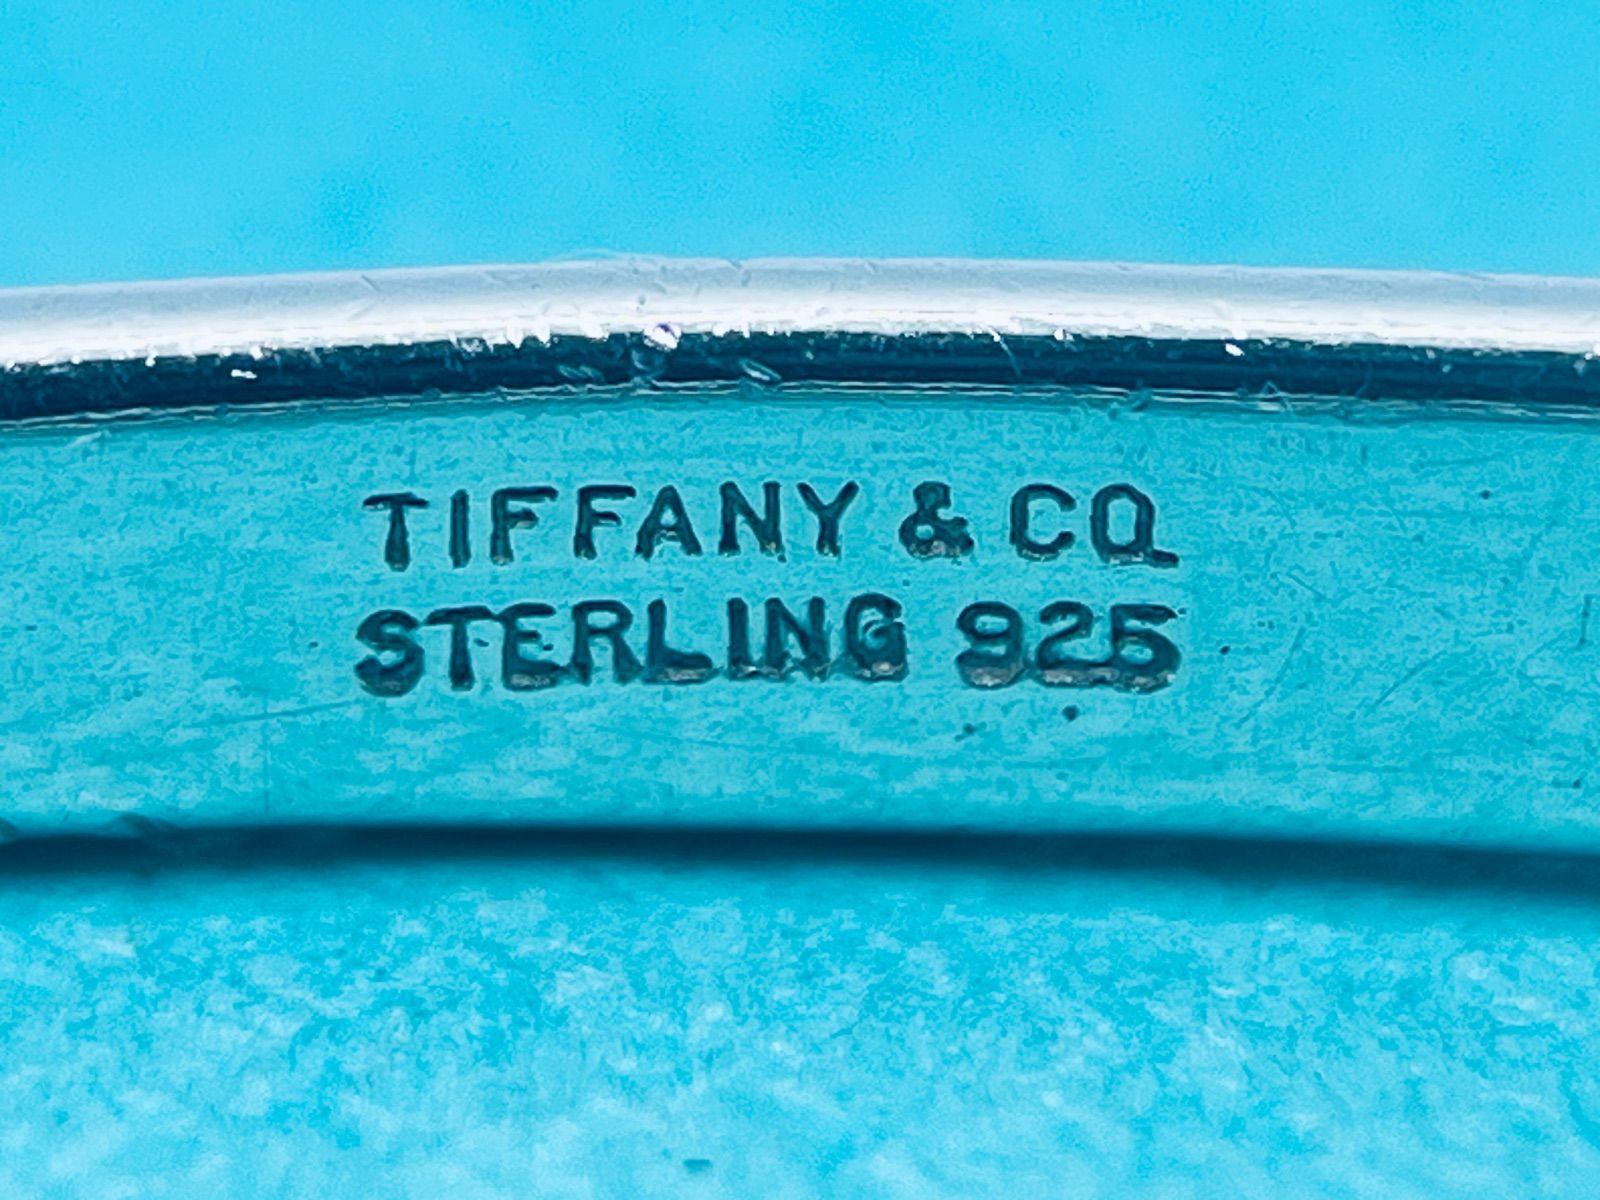 TIFFANY & CO.
STERLING 925